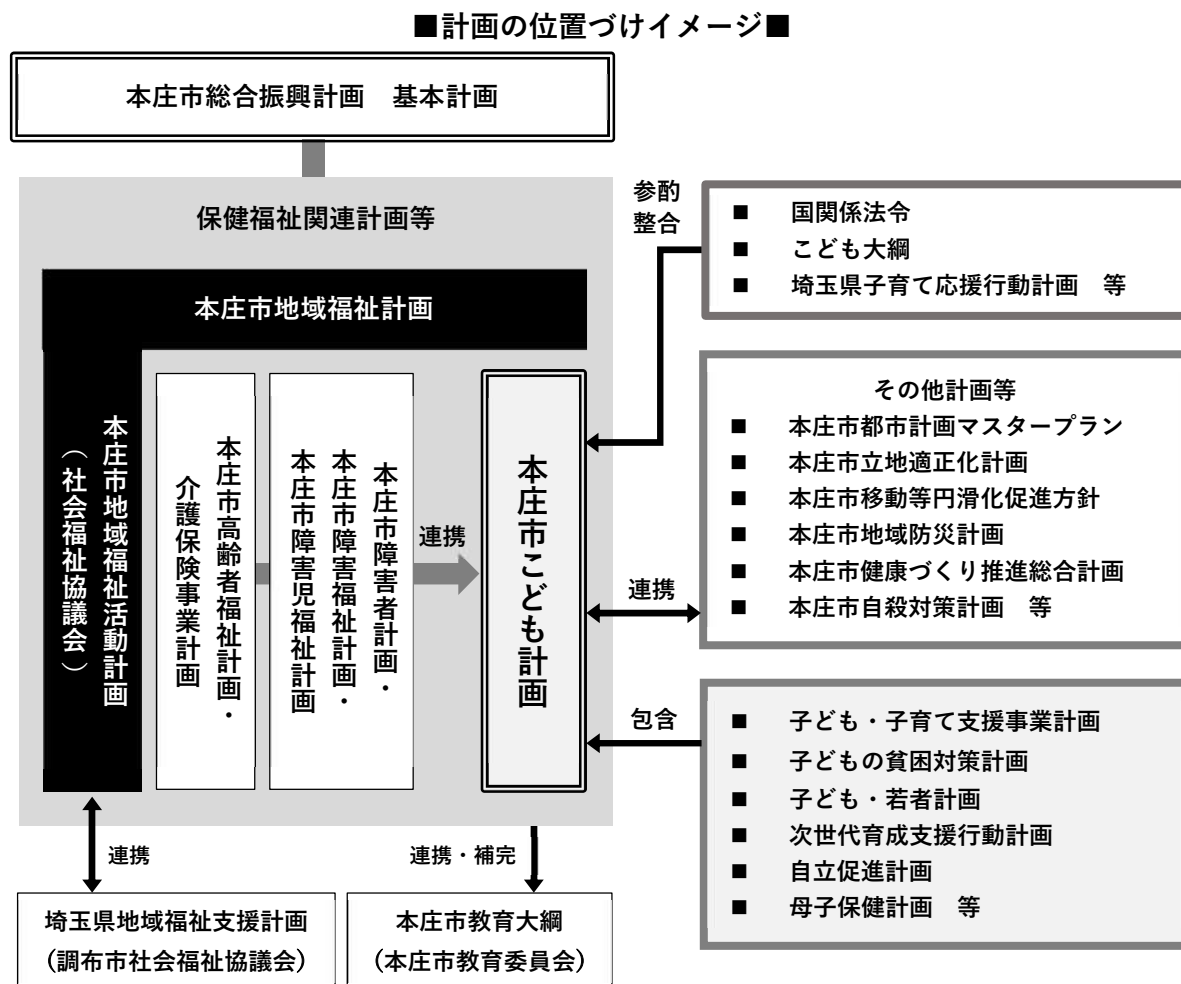 ■計画の位置づけイメージ■
本庄市総合振興計画　基本計画
保健福祉関連計画等
本庄市地域福祉計画
本庄市地域福祉活動計画
（社会福祉協議会）
本庄市高齢者福祉計画・
介護保険事業計画
本庄市障害者計画・
本庄市障害福祉計画・
本庄市障害児福祉計画
連携
本庄市こども計画
参酌
整合
■ 国関係法令
■ こども大綱
■ 埼玉県子育て応援行動計画　等
連携
その他計画等
■ 本庄市都市計画マスタープラン
■ 本庄市立地適正化計画
■ 本庄市移動等円滑化促進方針
■ 本庄市地域防災計画
■ 本庄市健康づくり推進総合計画
■ 本庄市自殺対策計画　等
包含
■ 子ども・子育て支援事業計画
■ 子どもの貧困対策計画
■ 子ども・若者計画
■ 次世代育成支援行動計画
■ 自立促進計画
■ 母子保健計画　等
連携
埼玉県地域福祉支援計画
（調布市社会福祉協議会）
連携・補完
本庄市教育大綱
（本庄市教育委員会）